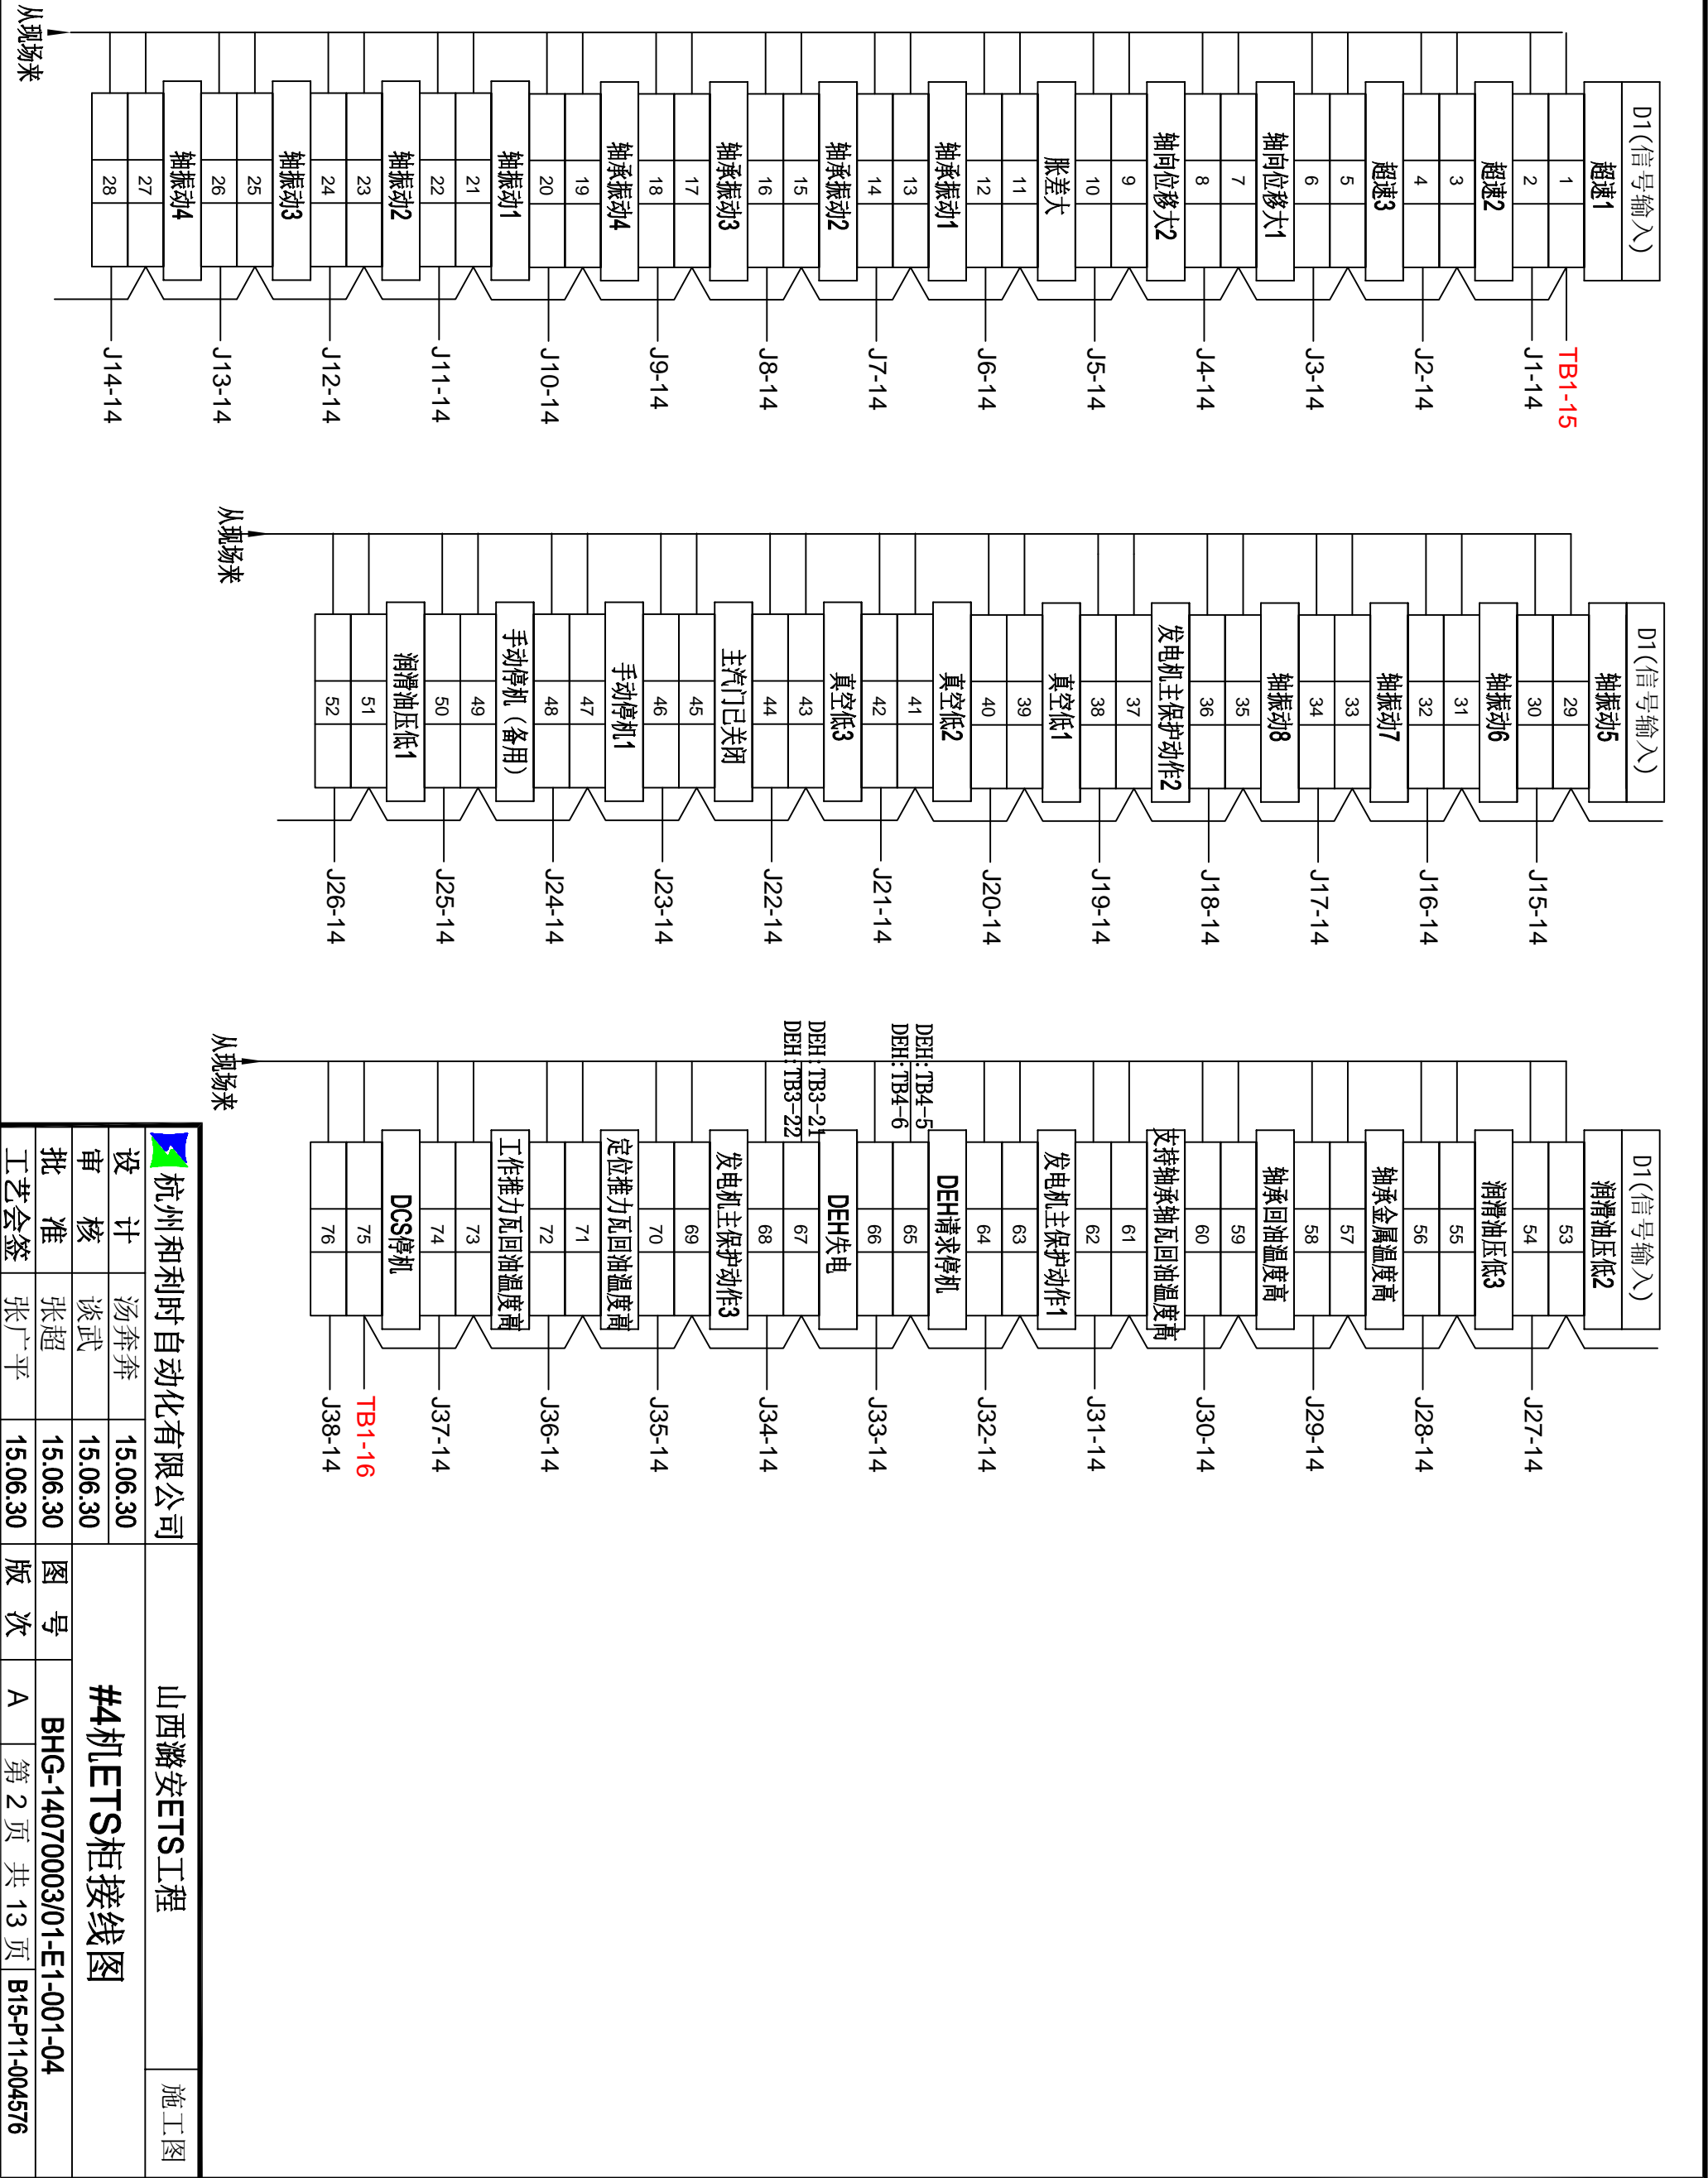 D1(信号输入)
超速1
1
TB1-15
2
J1-14
超速2
3
4
J2-14
超速3
5
6
J3-14
轴向位移大1
7
8
J4-14
轴向位移大2
9
10
J5-14
胀差大
11
12
J6-14
轴承振动1
13
14
J7-14
轴承振动2
15
16
J8-14
轴承振动3
17
18
J9-14
轴承振动4
19
20
J10-14
轴振动1
21
22
J11-14
轴振动2
23
24
J12-14
轴振动3
25
26
J13-14
轴振动4
27
28
J14-14
从现场来
D1(信号输入)
轴振动5
29
30
J15-14
轴振动6
31
32
J16-14
轴振动7
33
34
J17-14
轴振动8
35
36
J18-14
发电机主保护动作2
37
38
J19-14
真空低1
39
40
J20-14
真空低2
41
42
J21-14
真空低3
43
44
J22-14
主汽门已关闭
45
46
J23-14
手动停机1
47
48
J24-14
手动停机（备用）
49
50
J25-14
润滑油压低1
51
52
J26-14
从现场来
D1(信号输入)
润滑油压低2
53
54
J27-14
润滑油压低3
55
56
J28-14
轴承金属温度高
57
58
J29-14
轴承回油温度高
59
60
J30-14
支持轴承轴瓦回油温度高
61
62
J31-14
发电机主保护动作1
63
64
J32-14
DEH请求停机
DEH:TB4-5
65
DEH:TB4-6
66
J33-14
DEH失电
DEH:TB3-21
67
DEH:TB3-22
68
J34-14
发电机主保护动作3
69
70
J35-14
定位推力瓦回油温度高
71
72
J36-14
工作推力瓦回油温度高
73
74
J37-14
DCS停机
75
TB1-16
76
J38-14
从现场来
杭州和利时自动化有限公司
山西潞安ETS工程
施工图
设 计 汤奔奔 15.06.30
审 核 谈武 15.06.30
#4机ETS柜接线图
批 准 张超 15.06.30
图 号 BHG-14070003/01-E1-001-04
工艺会签 张广平 15.06.30
版 次 A 第 2 页 共 13 页 B15-P11-004576